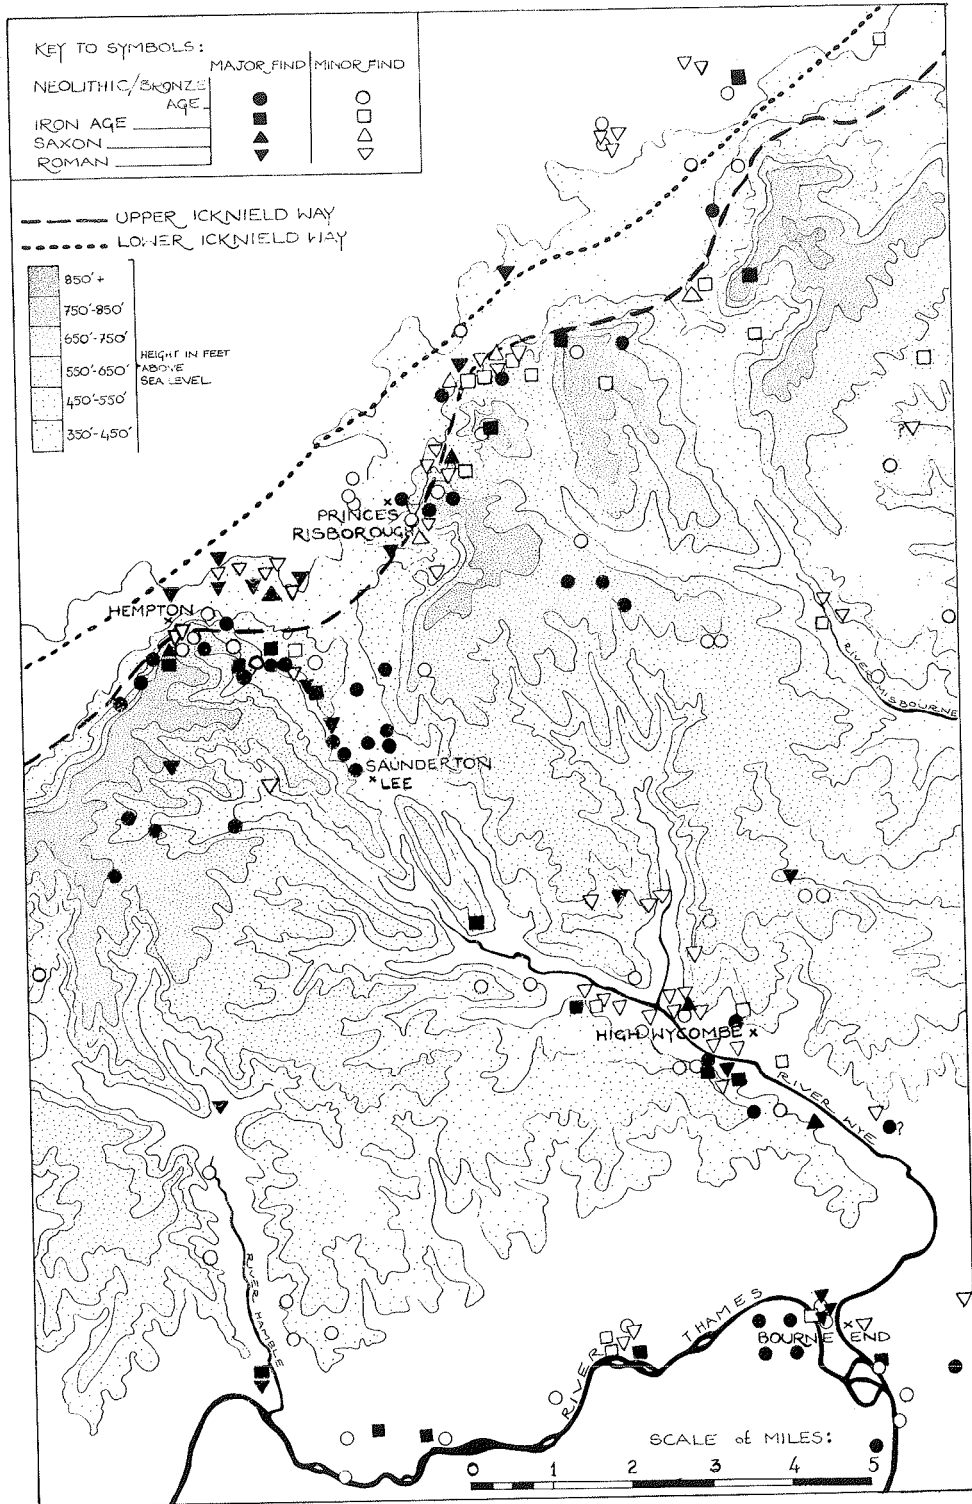 KEY TO SYMBOLS:
MAJOR FIND
MINOR FIND
NEOLITHIC/BRONZE
AGE
IRON AGE
SAXON
ROMAN
UPPER ICKNIELD WAY
LOWER ICKNIELD WAY
850'+
750'-850'
650'-750'
550'-650'
450'-550'
350'-450'
HEIGHT IN FEET
ABOVE
SEA LEVEL
?
PRINCES
RISBOROUGH
HEMPTON
RIVER MISBOURNE
SAUNDERTON
LEE
HIGH WYCOMBE
RIVER WYE
?
RIVER HAMBLE
RIVER THAMES
BOURNE END
SCALE of MILES:
0 1 2 3 4 5